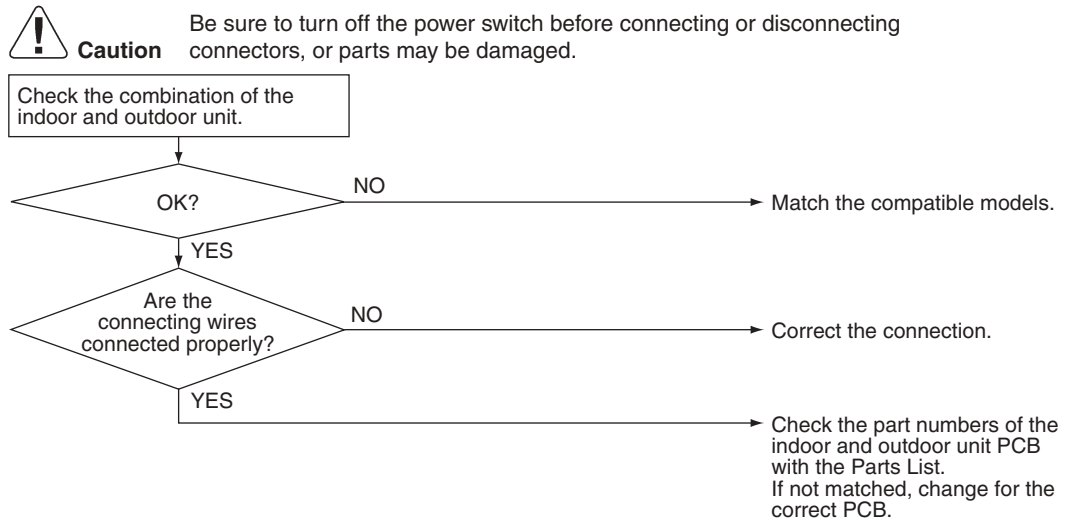 Be sure to turn off the power switch before connecting or disconnecting
Caution connectors, or parts may be damaged.
Check the combination of the
indoor and outdoor unit.
OK?
NO
Match the compatible models.
YES
Are the
connecting wires
connected properly?
NO
Correct the connection.
YES
Check the part numbers of the
indoor and outdoor unit PCB
with the Parts List.
If not matched, change for the
correct PCB.